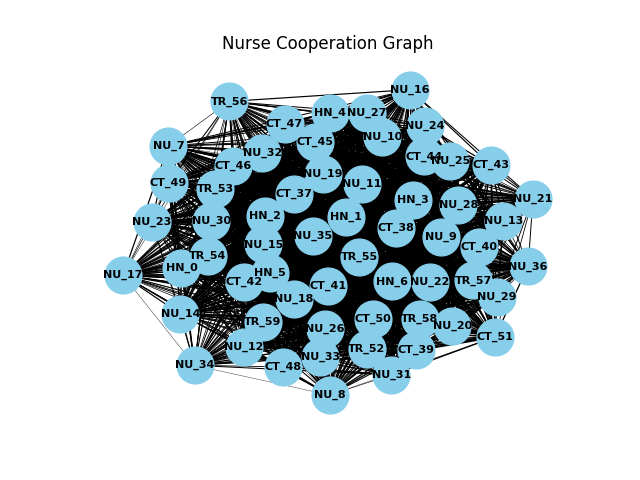 Nurse Cooperation Graph
NU_16
TR_56
HN_4
NU_27
CT_47
NU_24
NU_10
CT_45
NU_7
NU_32
CT_44
NU_25
CT_43
CT_46
NU_19
CT_49
NU_11
TR_53
CT_37
NU_21
HN_3
NU_28
HN_2
HN_1
NU_23
NU_30
NU_13
CT_38
NU_35
NU_9
NU_15
CT_40
TR_54
TR_55
HN_0
NU_36
HN_5
NU_17
CT_42
HN_6
NU_22
TR_57
CT_41
NU_18
NU_29
NU_14
CT_50
TR_58
TR_59
NU_20
NU_26
CT_51
NU_12
TR_52
CT_39
NU_33
NU_34
CT_48
NU_31
NU_8